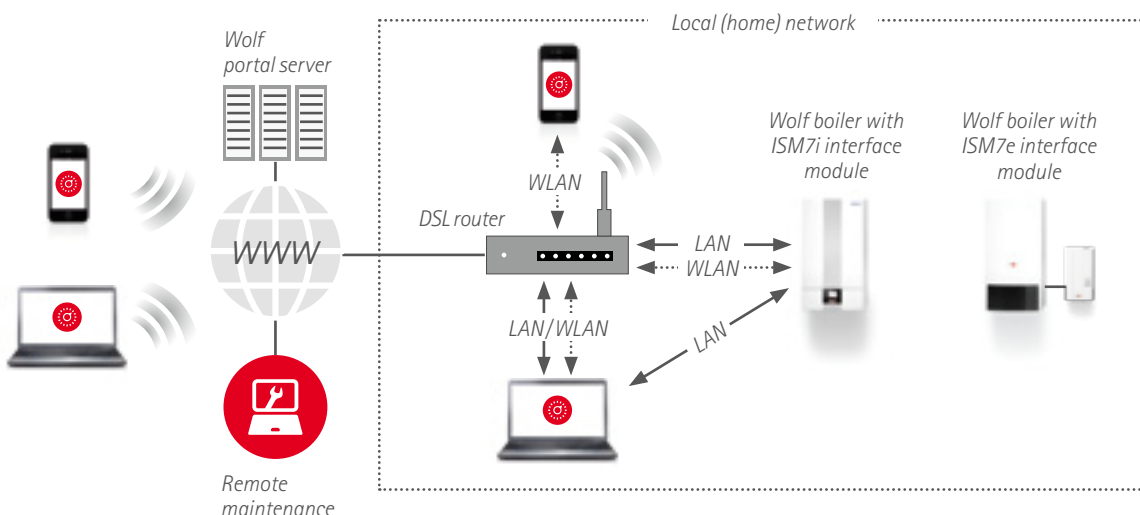 Local (home) network
Wolf
portal server
Wolf boiler with
ISM7i interface
module
Wolf boiler with
ISM7e interface
module
WLAN
DSL router
WWW
LAN
WLAN
LAN/WLAN
LAN
Remote
maintenance